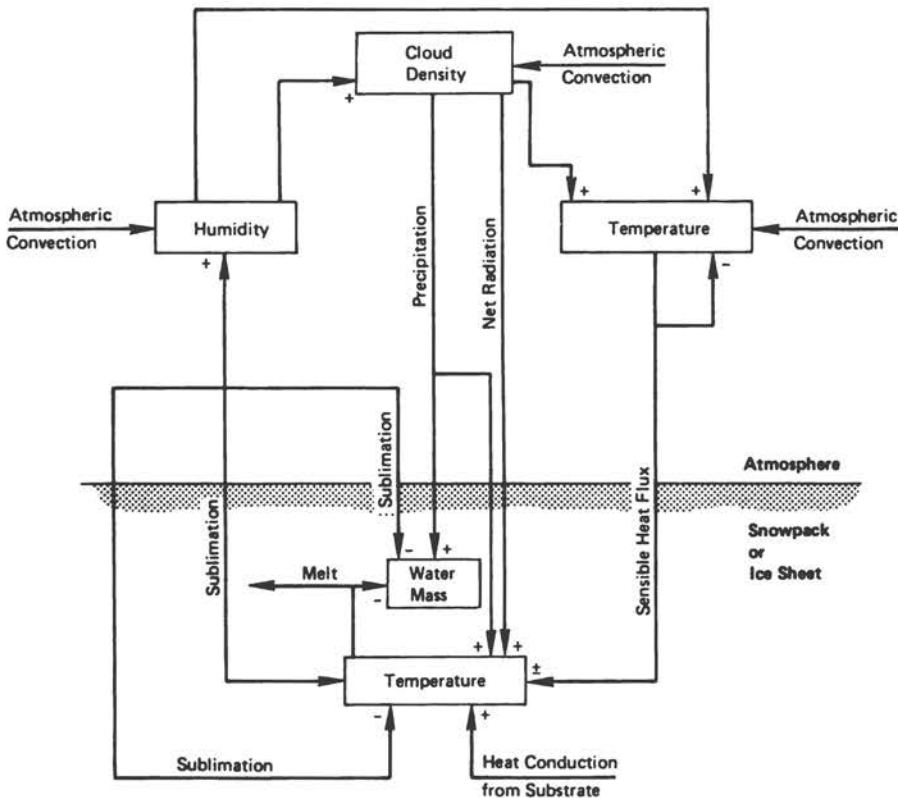 Cloud
Density
Atmospheric
Convection
+
+
+
Atmospheric
Convection
Humidity
Temperature
Atmospheric
Convection
+
-
Precipitation
Net Radiation
Sublimation
Sublimation
Sensible Heat Flux
Atmosphere
Snowpack
or
Ice Sheet
-
+
Melt
-
Water
Mass
+
+
±
Temperature
-
+
Sublimation
Heat Conduction
from Substrate